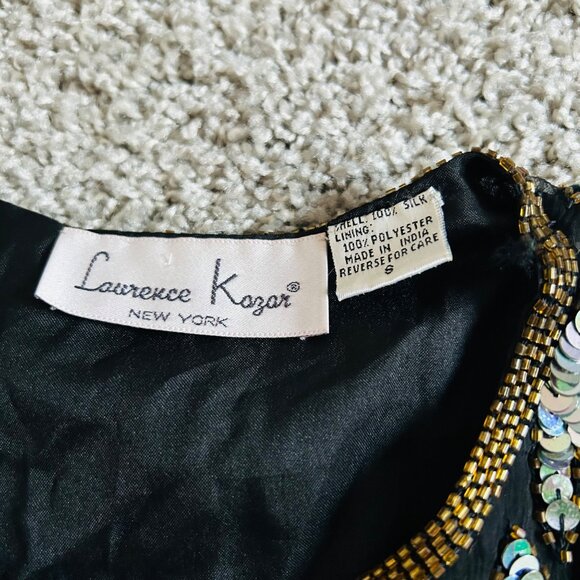 Laurence Kazar®
NEW YORK
SHELL: 100% SILK
LINING:
100% POLYESTER
MADE IN INDIA
REVERSE FOR CARE
S